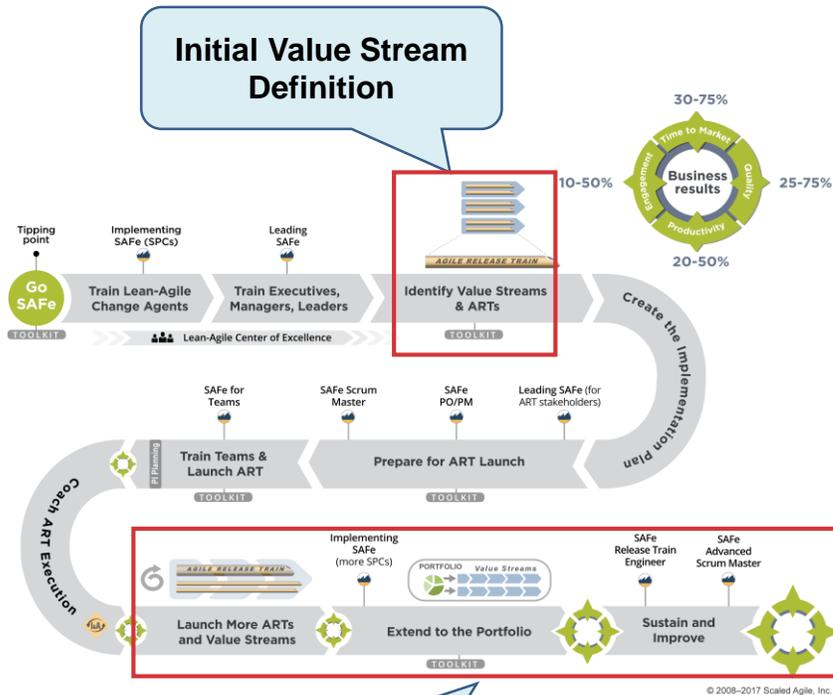 Initial Value Stream
Definition
30-75%
Time to Market
10-50%
Engagement
Business
results
Quality
25-75%
Productivity
20-50%
Tipping
point
Implementing
SAFe (SPCs)
Leading
SAFe
AGILE RELEASE TRAIN
Go
SAFe
Train Lean-Agile
Change Agents
Train Executives,
Managers, Leaders
Identify Value Streams
& ARTs
Create the Implementation Plan
TOOLKIT
Lean-Agile Center of Excellence
TOOLKIT
SAFe for
Teams
SAFe Scrum
Master
SAFe
PO/PM
Leading SAFe (for
ART stakeholders)
PI Planning
Train Teams &
Launch ART
Prepare for ART Launch
TOOLKIT
TOOLKIT
Coach ART Execution
AGILE RELEASE TRAIN
Implementing
SAFe
(more SPCs)
PORTFOLIO
Value Streams
SAFe
Release Train
Engineer
SAFe
Advanced
Scrum Master
I&A
Launch More ARTs
and Value Streams
Extend to the Portfolio
Sustain and
Improve
TOOLKIT
© 2008–2017 Scaled Agile, Inc.